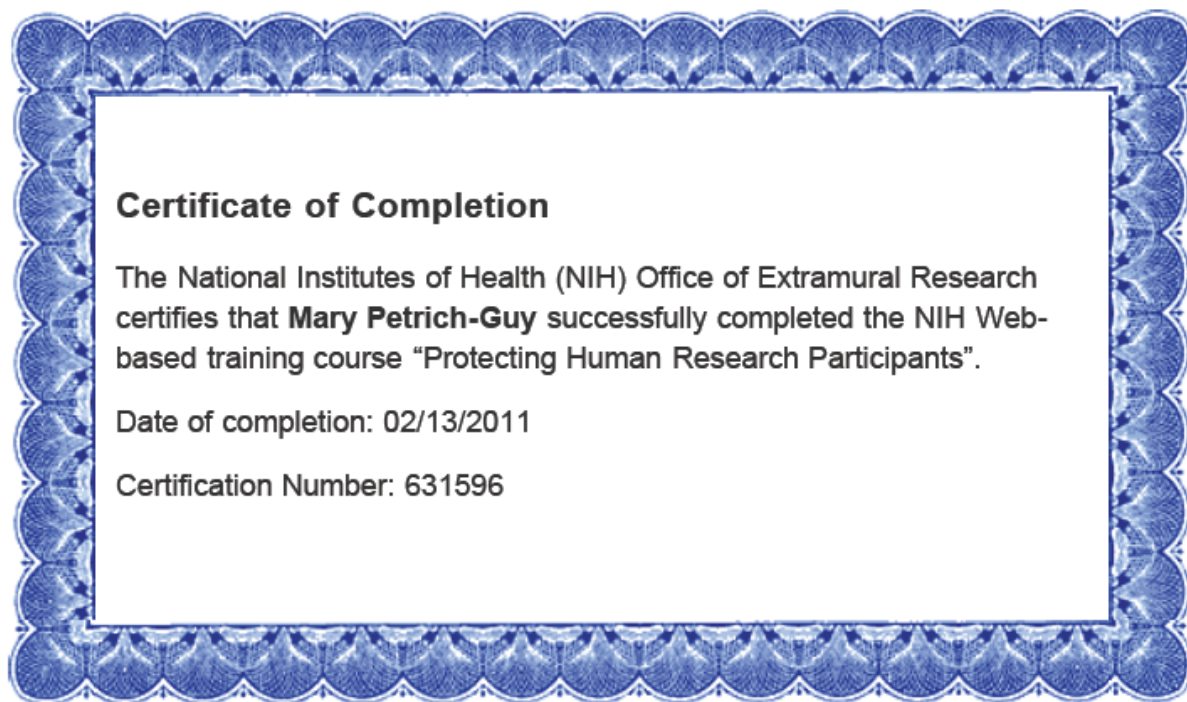 Certificate of Completion
The National Institutes of Health (NIH) Office of Extramural Research
certifies that Mary Petrich-Guy successfully completed the NIH Web-
based training course “Protecting Human Research Participants”.
Date of completion: 02/13/2011
Certification Number: 631596